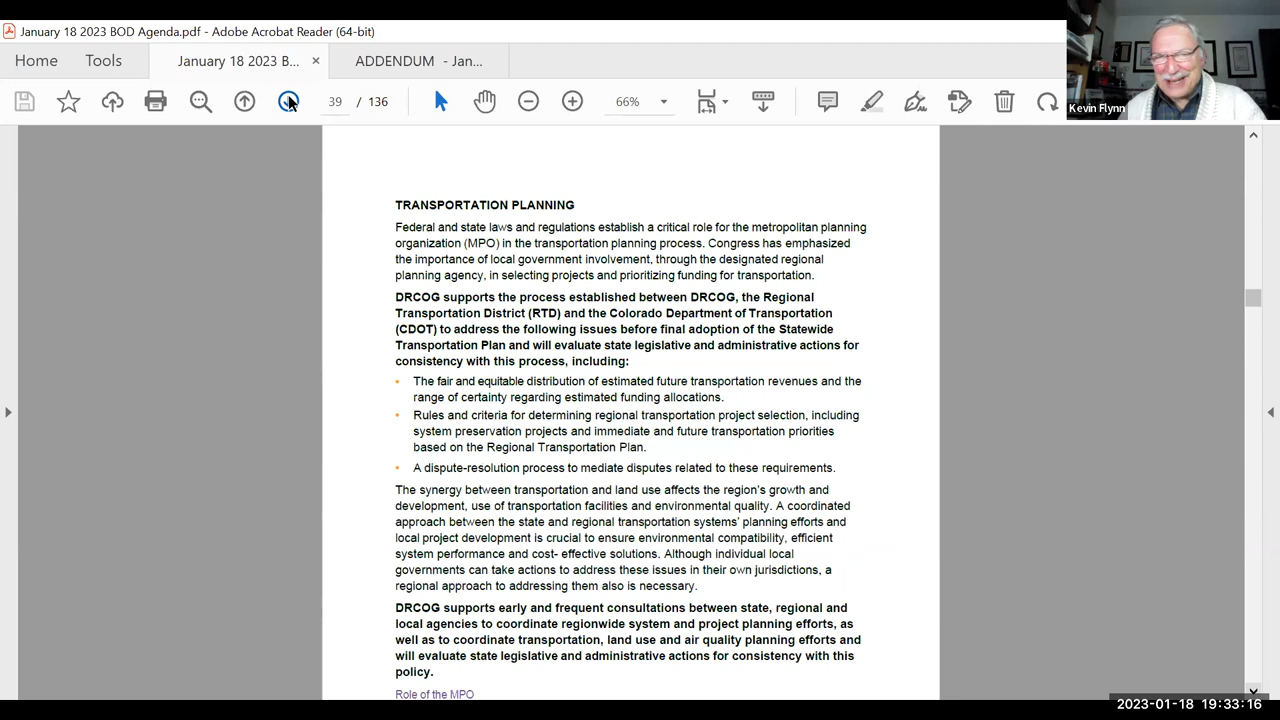 January 18 2023 BOD Agenda.pdf - Adobe Acrobat Reader (64-bit)
Home
Tools
January 18 2023 B...
×
ADDENDUM - Jan...
39 / 136
66%
Kevin Flynn
TRANSPORTATION PLANNING
Federal and state laws and regulations establish a critical role for the metropolitan planning
organization (MPO) in the transportation planning process. Congress has emphasized
the importance of local government involvement, through the designated regional
planning agency, in selecting projects and prioritizing funding for transportation.
DRCOG supports the process established between DRCOG, the Regional
Transportation District (RTD) and the Colorado Department of Transportation
(CDOT) to address the following issues before final adoption of the Statewide
Transportation Plan and will evaluate state legislative and administrative actions for
consistency with this process, including:
• The fair and equitable distribution of estimated future transportation revenues and the
range of certainty regarding estimated funding allocations.
• Rules and criteria for determining regional transportation project selection, including
system preservation projects and immediate and future transportation priorities
based on the Regional Transportation Plan.
• A dispute-resolution process to mediate disputes related to these requirements.
The synergy between transportation and land use affects the region's growth and
development, use of transportation facilities and environmental quality. A coordinated
approach between the state and regional transportation systems' planning efforts and
local project development is crucial to ensure environmental compatibility, efficient
system performance and cost- effective solutions. Although individual local
governments can take actions to address these issues in their own jurisdictions, a
regional approach to addressing them also is necessary.
DRCOG supports early and frequent consultations between state, regional and
local agencies to coordinate regionwide system and project planning efforts, as
well as to coordinate transportation, land use and air quality planning efforts and
will evaluate state legislative and administrative actions for consistency with this
policy.
Role of the MPO
2023-01-18 19:33:16